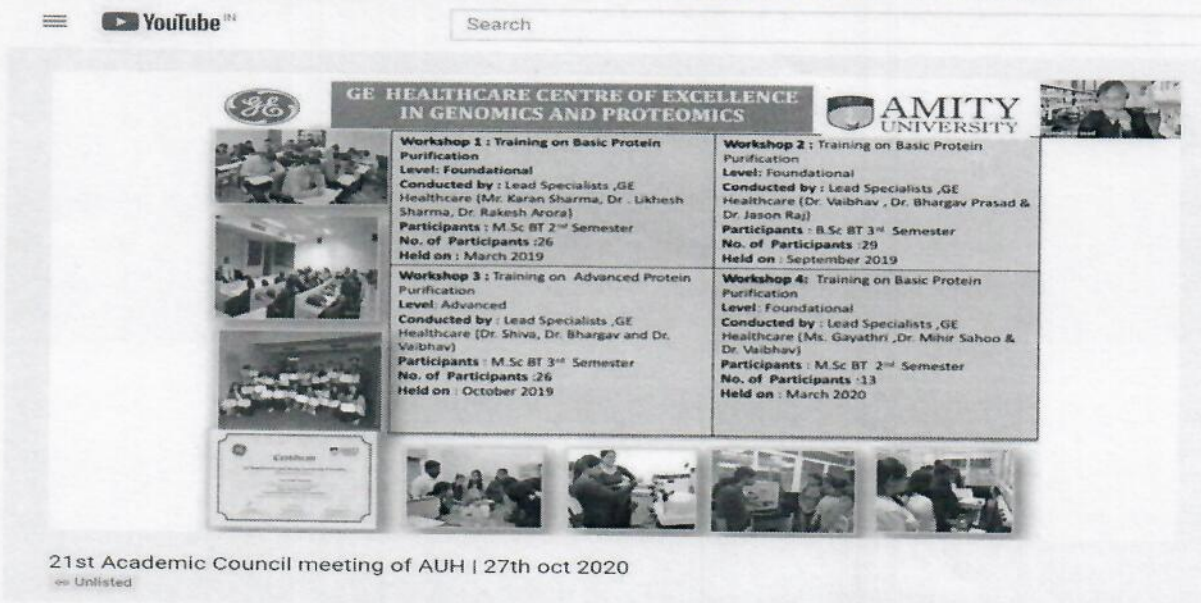 YouTube IN
Search
GE
GE HEALTHCARE CENTRE OF EXCELLENCE
IN GENOMICS AND PROTEOMICS
AMITY
UNIVERSITY
Workshop 1 : Training on Basic Protein
Purification
Level: Foundational
Conducted by : Lead Specialists ,GE
Healthcare (Mr. Karan Sharma, Dr . Likhesh
Sharma, Dr. Rakesh Arora)
Participants : M.Sc BT 2nd Semester
No. of Participants :26
Held on : March 2019
Workshop 2 : Training on Basic Protein
Purification
Level: Foundational
Conducted by : Lead Specialists ,GE
Healthcare (Dr. Vaibhav , Dr. Bhargav Prasad &
Dr. Jason Raj)
Participants : B.Sc BT 3rd Semester
No. of Participants :29
Held on : September 2019
Workshop 3 : Training on Advanced Protein
Purification
Level: Advanced
Conducted by : Lead Specialists ,GE
Healthcare (Dr. Shiva, Dr. Bhargav and Dr.
Vaibhav)
Participants : M.Sc BT 3rd Semester
No. of Participants :26
Held on : October 2019
Workshop 4: Training on Basic Protein
Purification
Level: Foundational
Conducted by : Lead Specialists ,GE
Healthcare (Ms. Gayathri ,Dr. Mihir Sahoo &
Dr. Vaibhav)
Participants : M.Sc BT 2nd Semester
No. of Participants :13
Held on : March 2020
Certificate
21st Academic Council meeting of AUH | 27th oct 2020
Unlisted